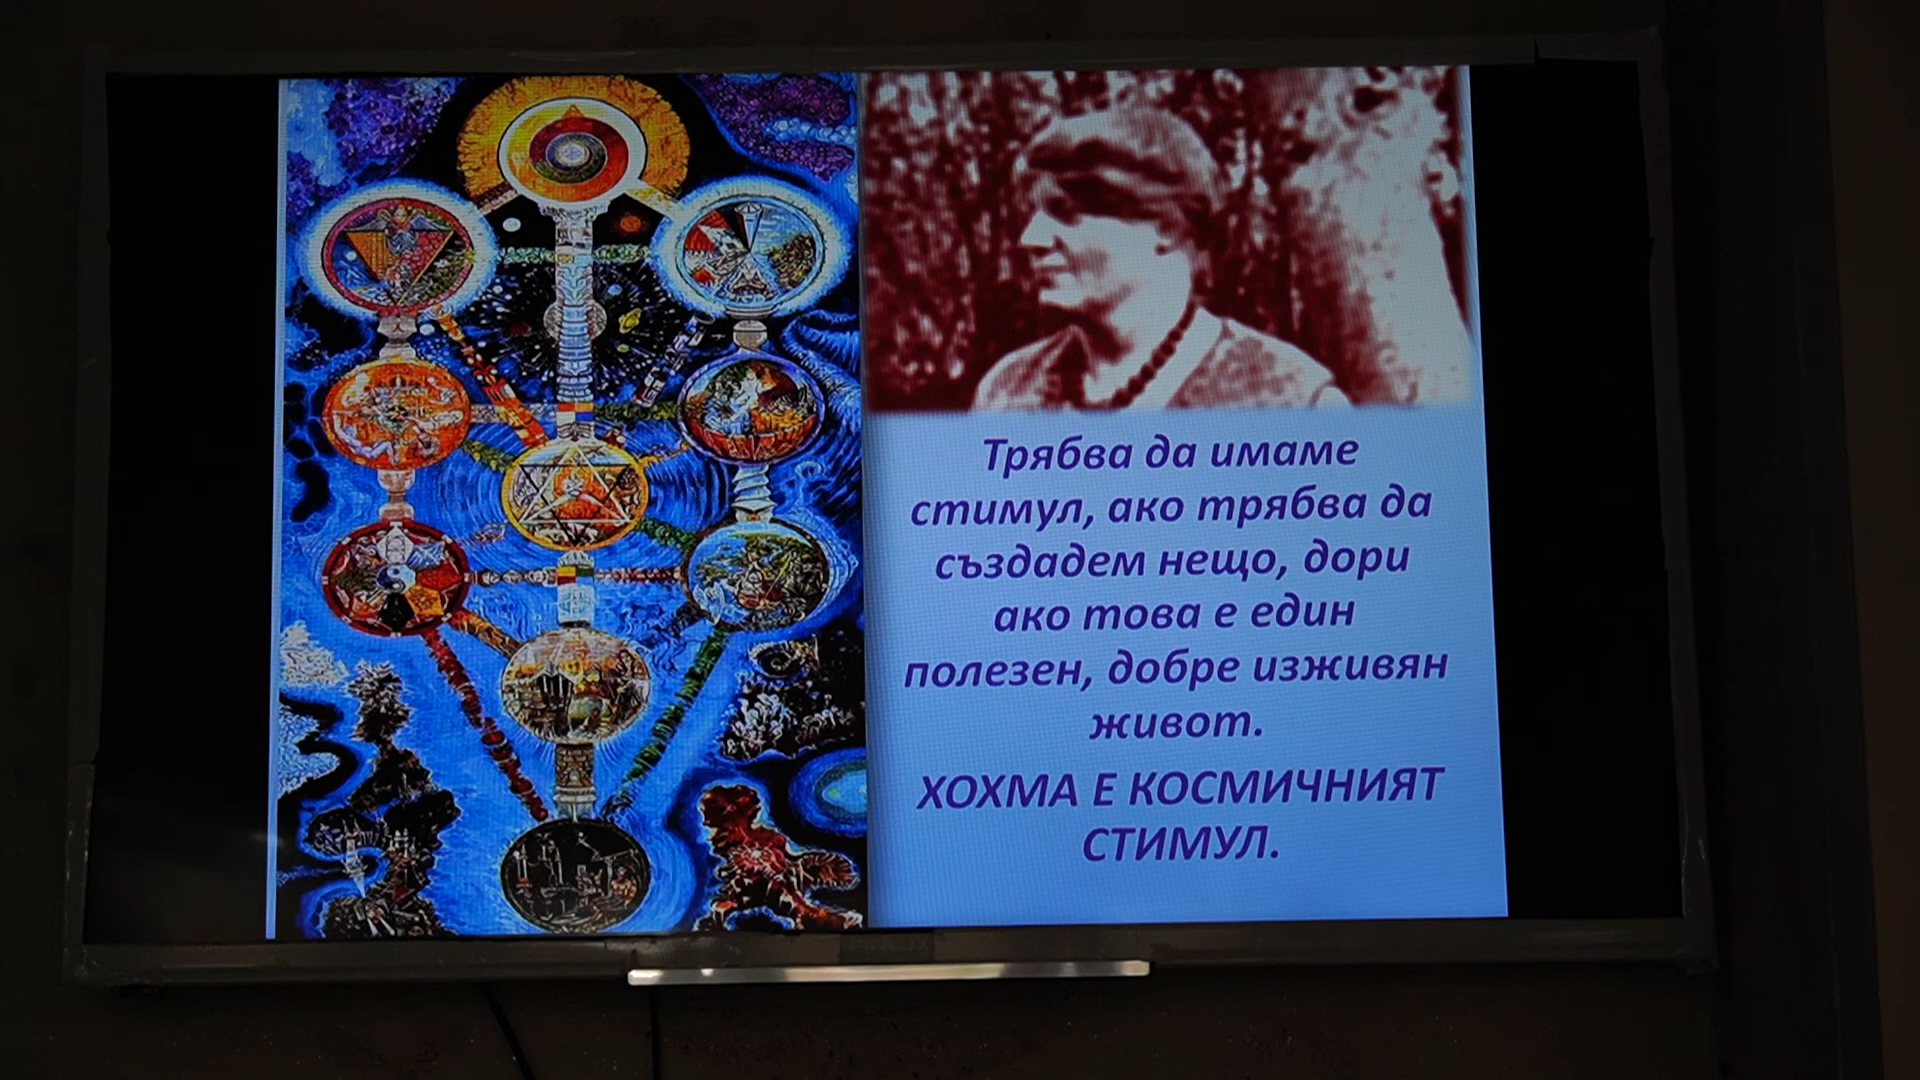 Трябва да имаме
стимул, ако трябва да
създадем нещо, дори
ако това е един
полезен, добре изживян
живот.
ХОХМА Е КОСМИЧНИЯТ
СТИМУЛ.